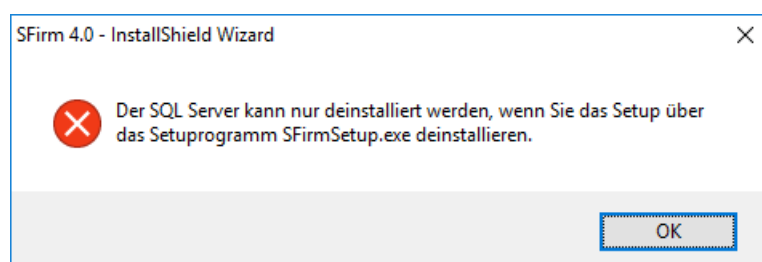 SFirm 4.0 - InstallShield Wizard
Der SQL Server kann nur deinstalliert werden, wenn Sie das Setup über
das Setuprogramm SFirmSetup.exe deinstallieren.
OK